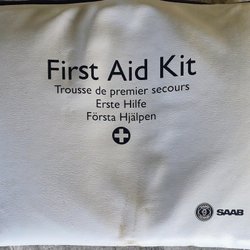 First Aid Kit
Trousse de premier secours
Erste Hilfe
Första Hjälpen
SAAB